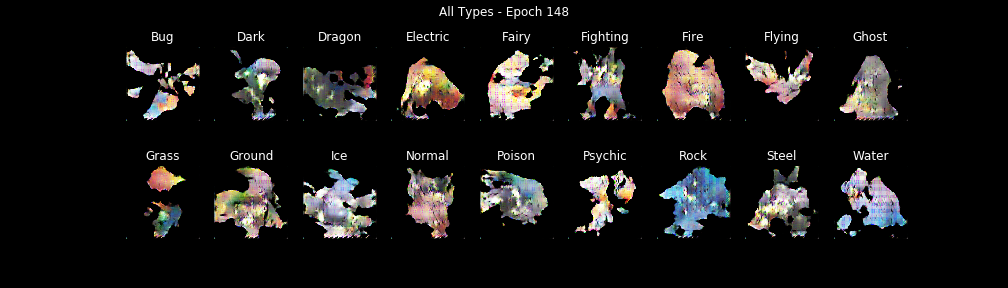 All Types - Epoch 148
Bug Dark Dragon Electric Fairy Fighting Fire Flying Ghost
Grass Ground Ice Normal Poison Psychic Rock Steel Water